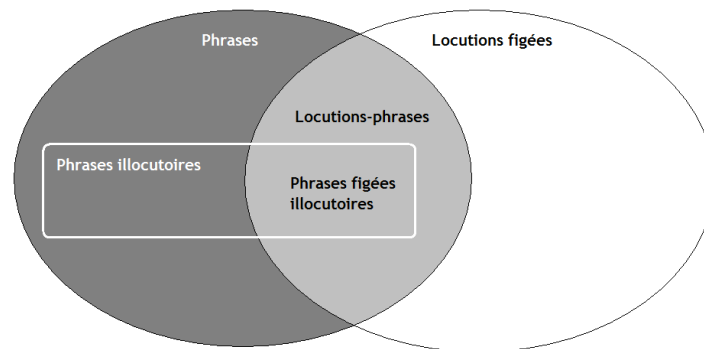 Phrases
Locutions figées
Locutions-phrases
Phrases illocutoires
Phrases figées
illocutoires